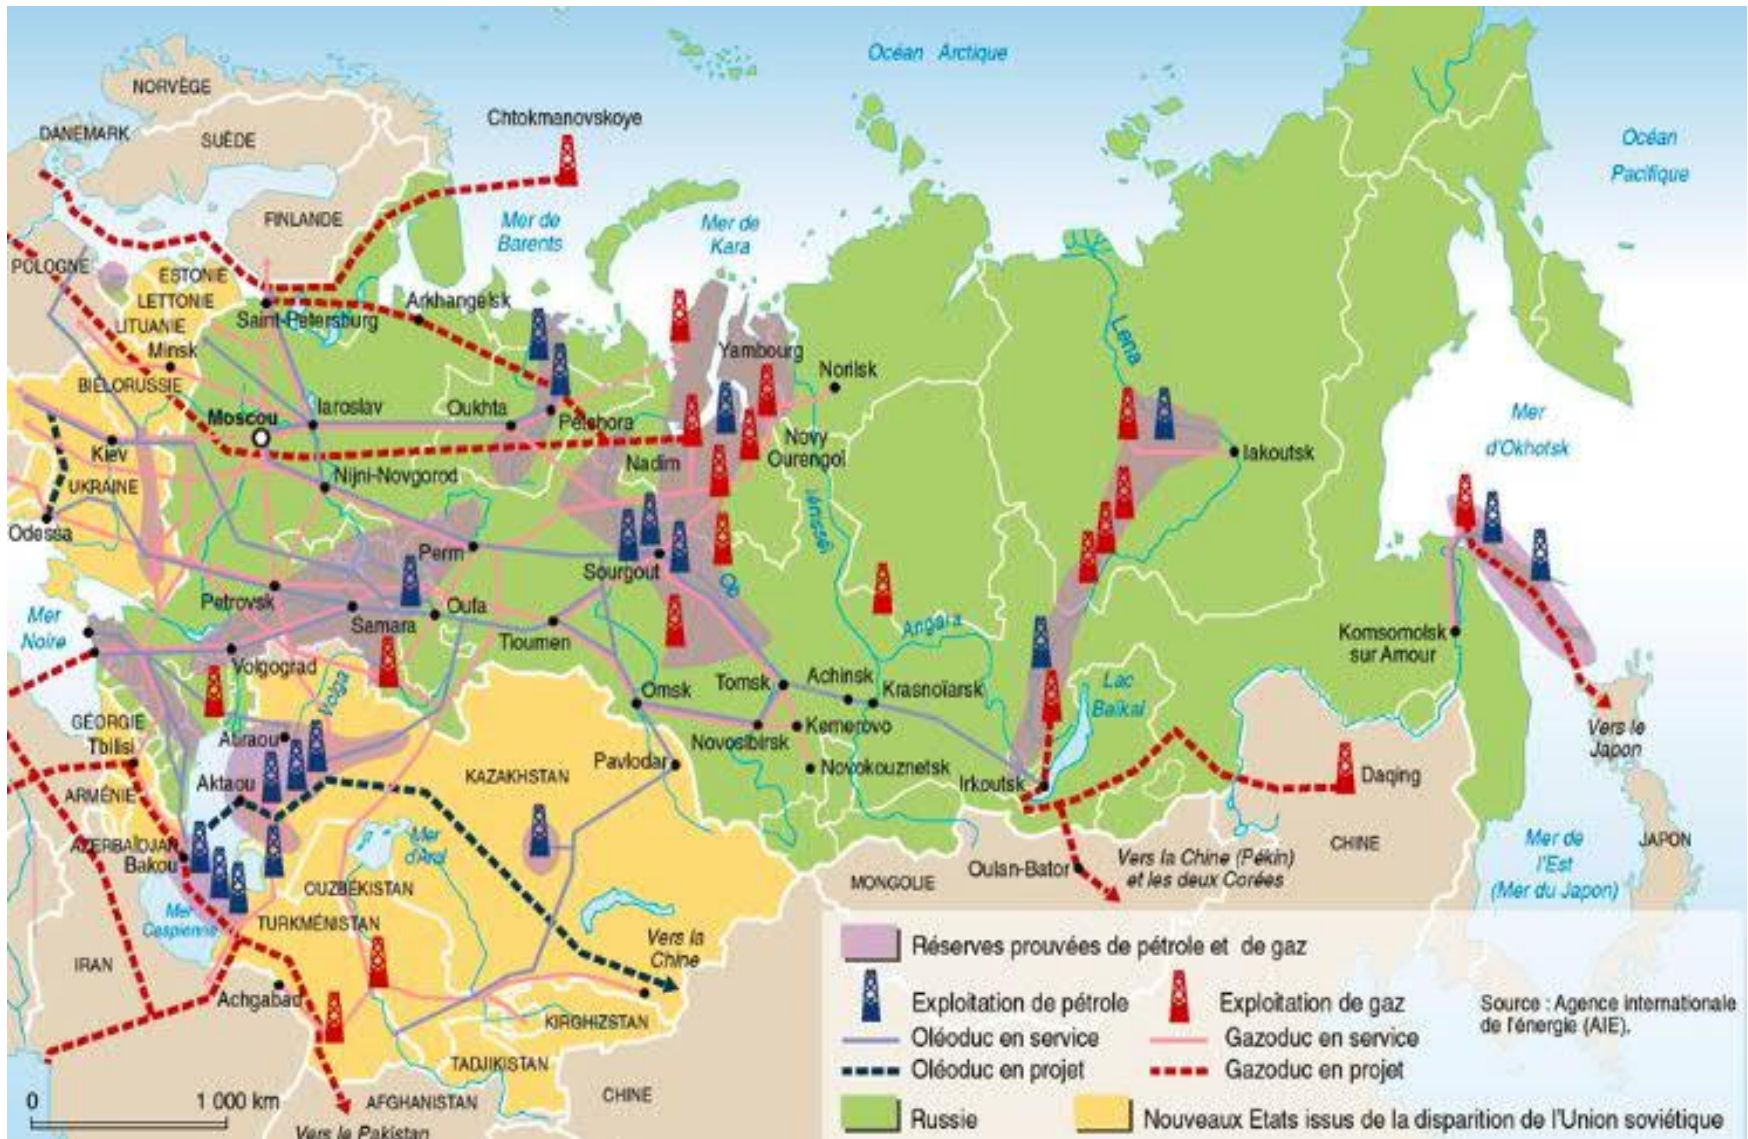 Océan Arctique
NORVÈGE
Chtokmanovskoye
DANEMARK
SUÈDE
Océan
Pacifique
FINLANDE
Mer de
Barents
Mer de
Kara
POLOGNE
ESTONIE
LETTONIE
LITUANIE
Saint-Petersburg
Arkhangelsk
Minsk
BIÉLORUSSIE
Yambourg
Norilsk
Lena
Moscou
Iaroslav
Oukhta
Petshora
Mer
d'Okhotsk
Kiev
Nadim
Novy
Ourengoï
Iakoutsk
Nijni-Novgorod
UKRAINE
Iénisseï
Odessa
Perm
Sourgout
Ob
Petrovsk
Samara
Oufa
Mer
Noire
Tioumen
Angara
Komsomolsk
sur Amour
Volgograd
Volga
Omsk
Tomsk
Achinsk
Krasnoïarsk
Lac
Baïkal
GÉORGIE
Tbilisi
Atiraou
Novosibirsk
Kemerovo
Vers le
Japon
Aktaou
KAZAKHSTAN
Pavlodar
Novokouznetsk
Irkoutsk
Daqing
ARMÉNIE
AZERBAÏDJAN
Bakou
Mer
d'Aral
Oulan-Bator
Vers la Chine (Pékin)
et les deux Corées
CHINE
Mer de
l'Est
(Mer du Japon)
JAPON
MONGOLIE
OUZBÉKISTAN
Mer
Caspienne
TURKMÉNISTAN
Vers la
Chine
IRAN
Achgabad
KIRGHIZSTAN
TADJIKISTAN
AFGHANISTAN
CHINE
Vers le Pakistan
0 1 000 km
Réserves prouvées de pétrole et de gaz
Exploitation de pétrole
Exploitation de gaz
Oléoduc en service
Gazoduc en service
Oléoduc en projet
Gazoduc en projet
Russie
Nouveaux Etats issus de la disparition de l'Union soviétique
Source : Agence internationale
de l'énergie (AIE).